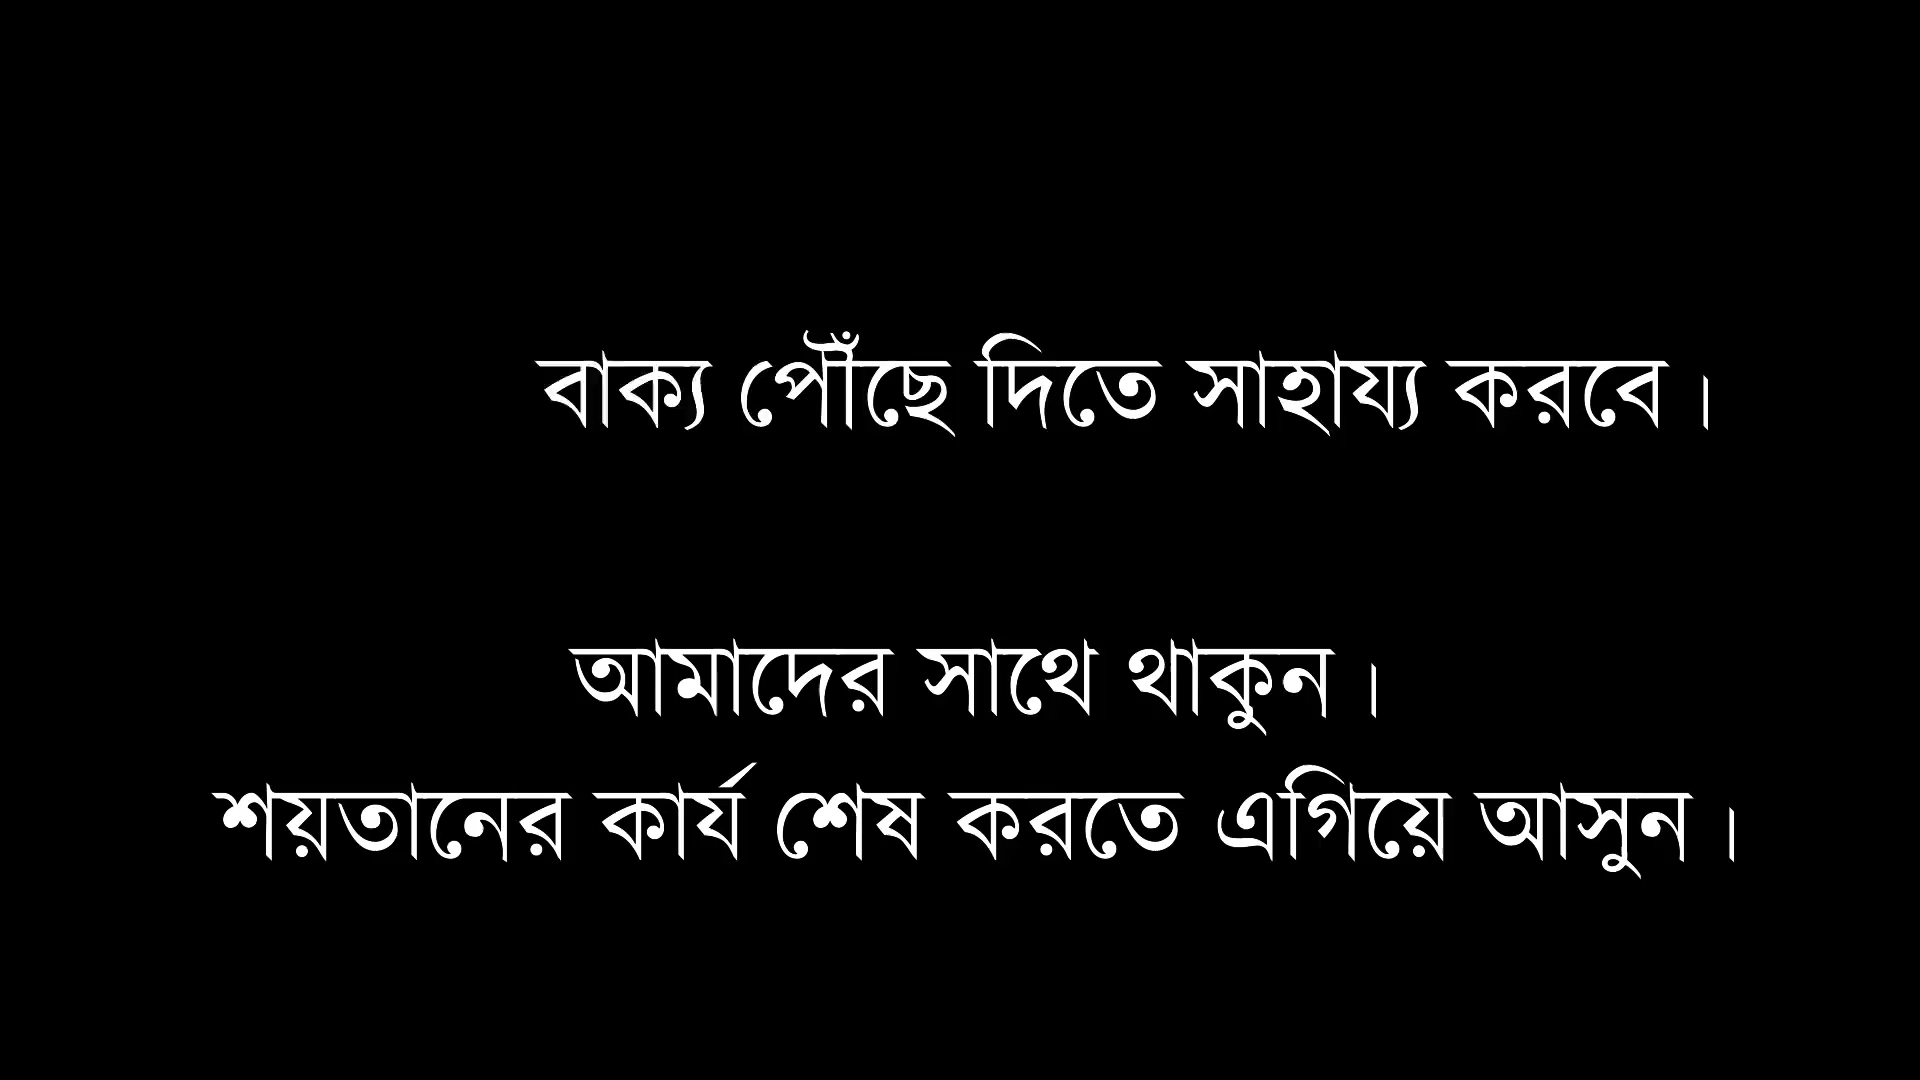 বাক্য পৌঁছে দিতে সাহায্য করবে।
আমাদের সাথে থাকুন।
শয়তানের কার্য শেষ করতে এগিয়ে আসুন।